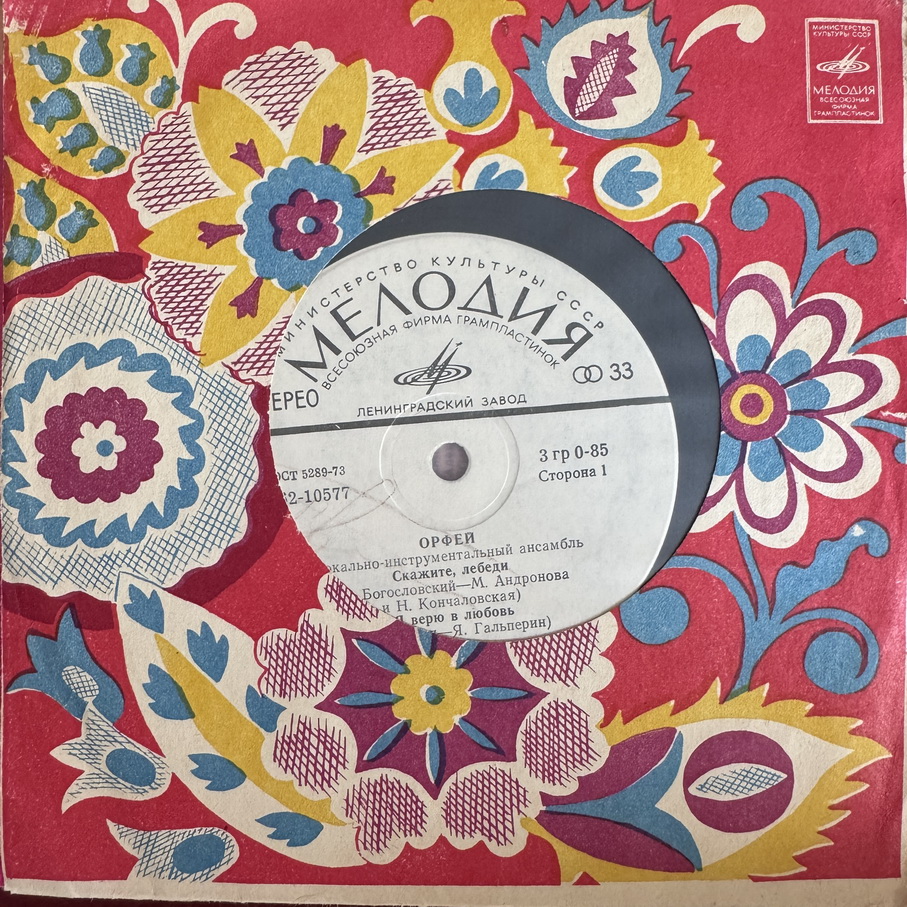 МИНИСТЕРСТВО
КУЛЬТУРЫ СССР
МЕЛОДИЯ
ВСЕСОЮЗНАЯ
ФИРМА
ГРАМПЛАСТИНОК
МИНИСТЕРСТВО КУЛЬТУРЫ СССР
МЕЛОДИЯ
ВСЕСОЮЗНАЯ ФИРМА ГРАМПЛАСТИНОК
ЕРЕО
33
ЛЕНИНГРАДСКИЙ ЗАВОД
ОСТ 5289-73
3 гр 0-85
62-10577
Сторона 1
ОРФЕЙ
окально-инструментальный ансамбль
Скажите, лебеди
Богословский—М. Андронова
и Н. Кончаловская)
Я верю в любовь
—Я. Гальперин)